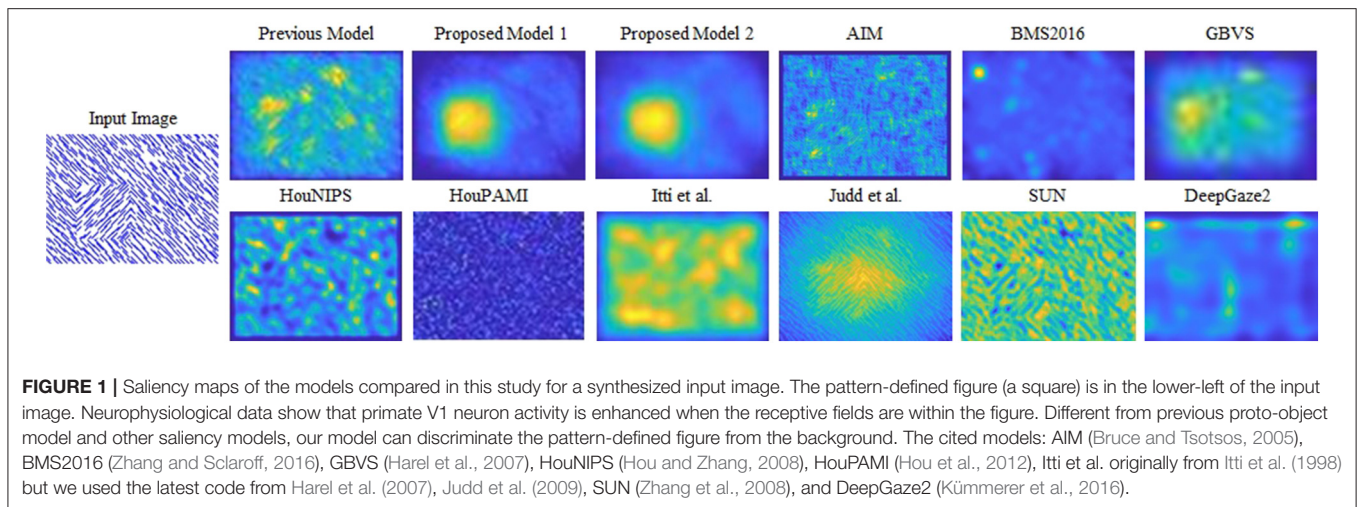 Previous Model Proposed Model 1 Proposed Model 2 AIM BMS2016 GBVS
Input Image
HouNIPS HouPAMI Itti et al. Judd et al. SUN DeepGaze2
FIGURE 1 | Saliency maps of the models compared in this study for a synthesized input image. The pattern-defined figure (a square) is in the lower-left of the input
image. Neurophysiological data show that primate V1 neuron activity is enhanced when the receptive fields are within the figure. Different from previous proto-object
model and other saliency models, our model can discriminate the pattern-defined figure from the background. The cited models: AIM (Bruce and Tsotsos, 2005),
BMS2016 (Zhang and Sclaroff, 2016), GBVS (Harel et al., 2007), HouNIPS (Hou and Zhang, 2008), HouPAMI (Hou et al., 2012), Itti et al. originally from Itti et al. (1998)
but we used the latest code from Harel et al. (2007), Judd et al. (2009), SUN (Zhang et al., 2008), and DeepGaze2 (Kümmerer et al., 2016).